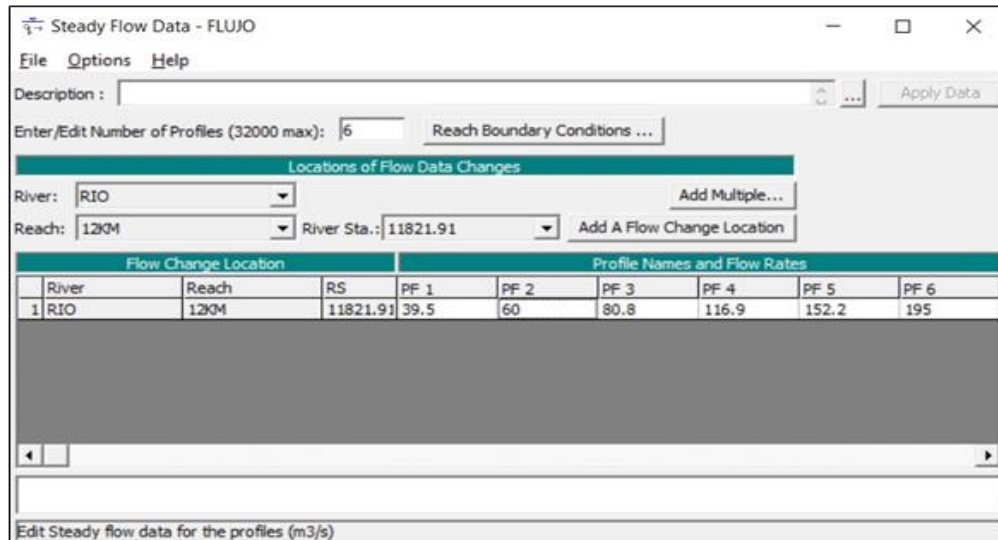 Steady Flow Data - FLUJO
File Options Help
Description : ... Apply Data
Enter/Edit Number of Profiles (32000 max): 6 Reach Boundary Conditions ...
Locations of Flow Data Changes
River: RIO Add Multiple...
Reach: 12KM River Sta.: 11821.91 Add A Flow Change Location
Flow Change Location Profile Names and Flow Rates
River Reach RS PF 1 PF 2 PF 3 PF 4 PF 5 PF 6
1 RIO 12KM 11821.91 39.5 60 80.8 116.9 152.2 195
Edit Steady flow data for the profiles (m3/s)